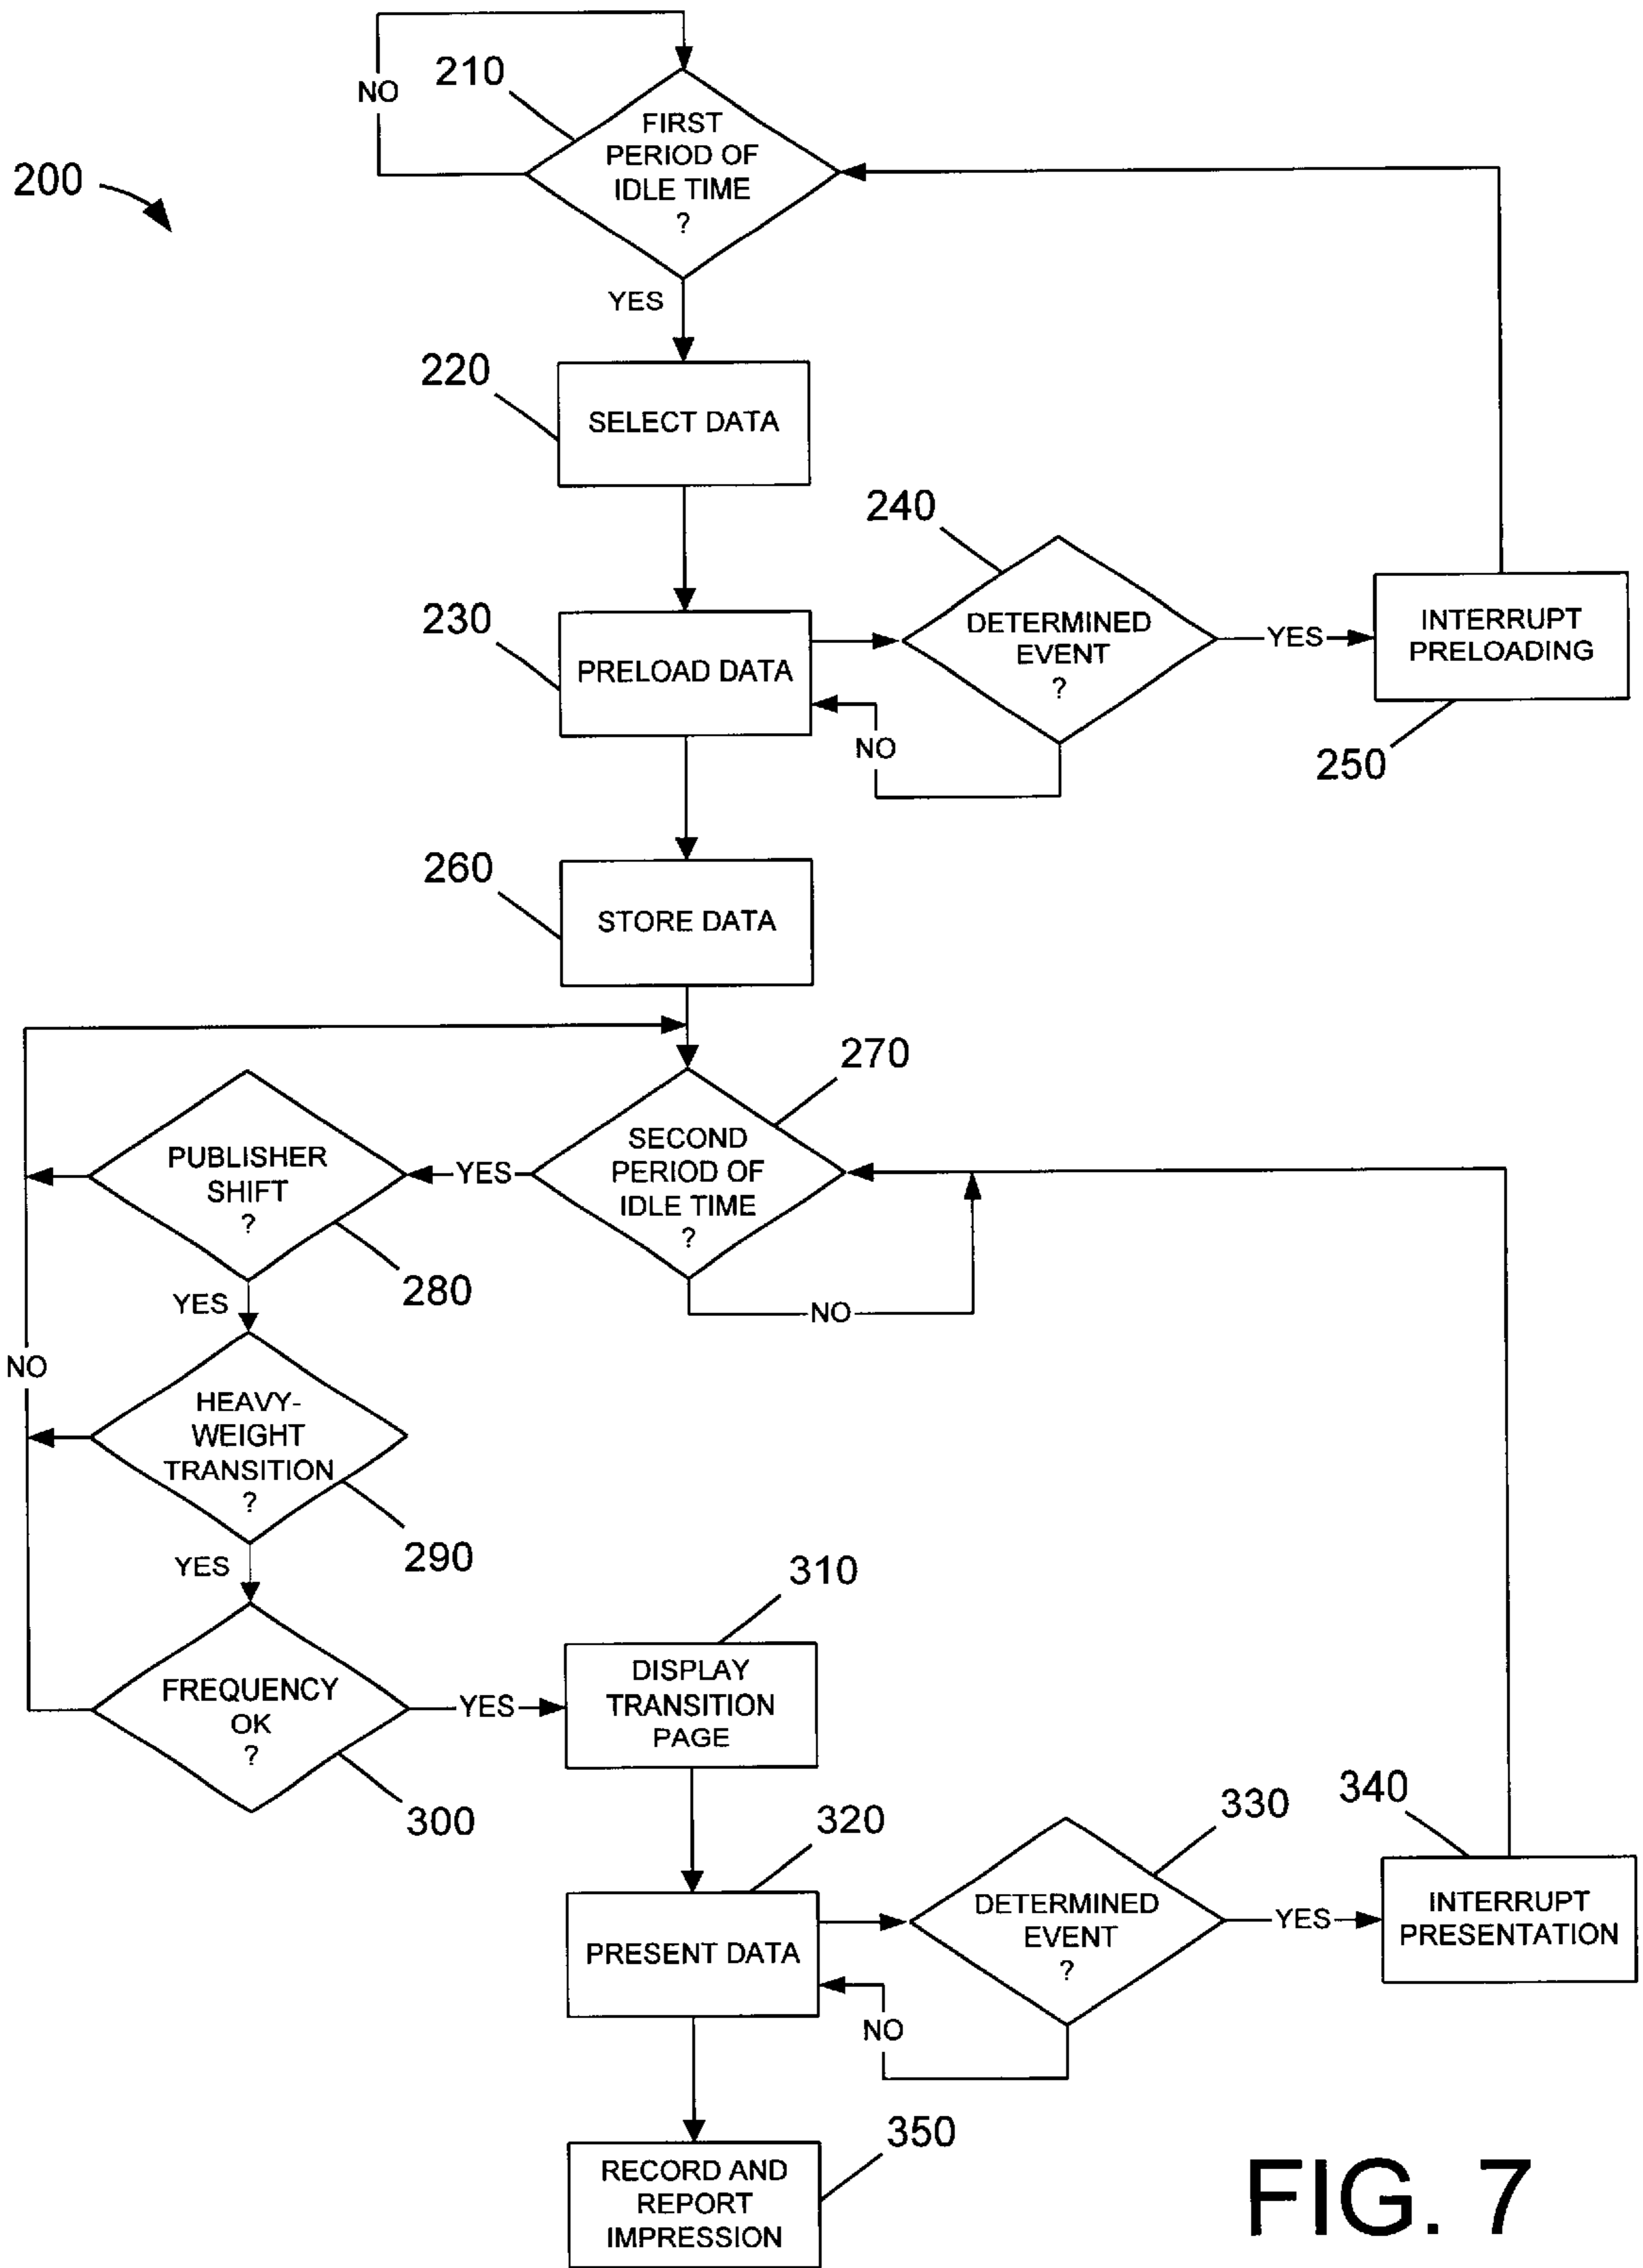 200
210
NO
FIRST
PERIOD OF
IDLE TIME
?
YES
220
SELECT DATA
230
PRELOAD DATA
240
DETERMINED
EVENT
?
YES
NO
INTERRUPT
PRELOADING
250
260
STORE DATA
270
SECOND
PERIOD OF
IDLE TIME
?
YES
NO
PUBLISHER
SHIFT
?
280
YES
NO
HEAVY-
WEIGHT
TRANSITION
?
290
YES
FREQUENCY
OK
?
300
YES
310
DISPLAY
TRANSITION
PAGE
320
PRESENT DATA
330
DETERMINED
EVENT
?
YES
NO
340
INTERRUPT
PRESENTATION
350
RECORD AND
REPORT
IMPRESSION
FIG. 7